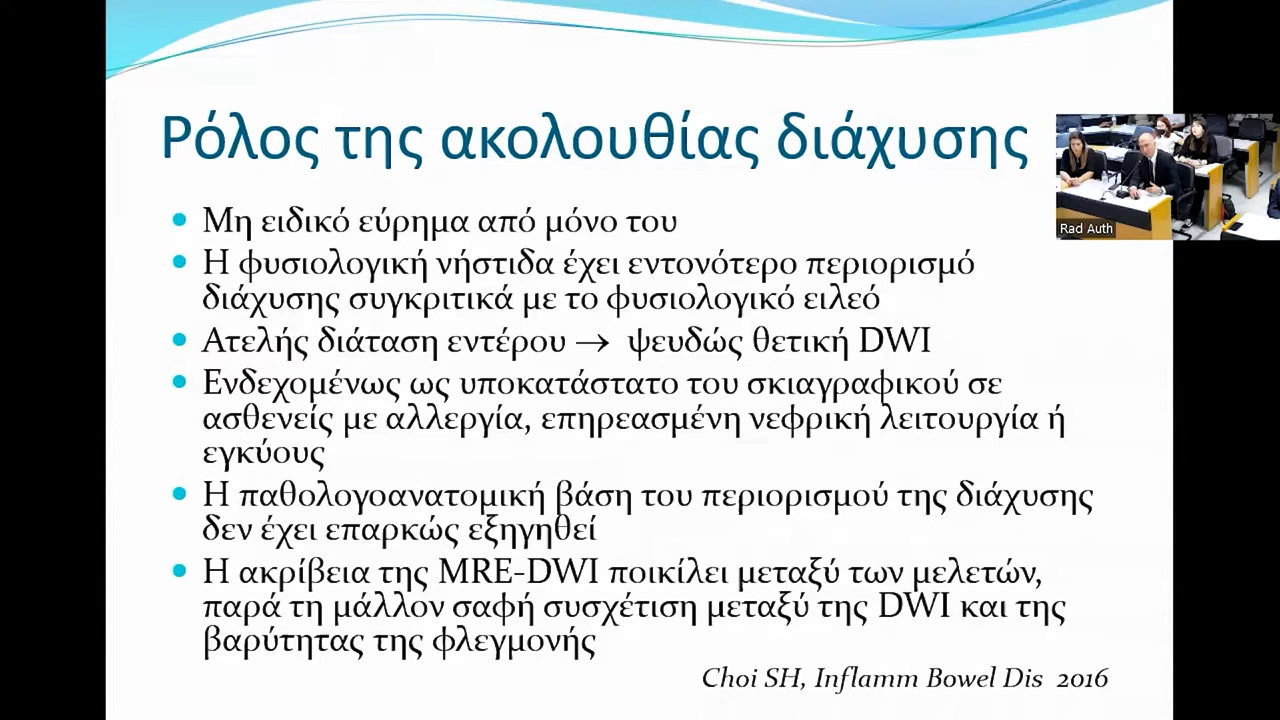 Ρόλος της ακολουθίας διάχυσης
Rad Auth
• Μη ειδικό εύρημα από μόνο του
• Η φυσιολογική νήστιδα έχει εντονότερο περιορισμό
διάχυσης συγκριτικά με το φυσιολογικό ειλεό
• Ατελής διάταση εντέρου → ψευδώς θετική DWI
• Ενδεχομένως ως υποκατάστατο του σκιαγραφικού σε
ασθενείς με αλλεργία, επηρεασμένη νεφρική λειτουργία ή
εγκύους
• Η παθολογοανατομική βάση του περιορισμού της διάχυσης
δεν έχει επαρκώς εξηγηθεί
• Η ακρίβεια της MRE-DWI ποικίλει μεταξύ των μελετών,
παρά τη μάλλον σαφή συσχέτιση μεταξύ της DWI και της
βαρύτητας της φλεγμονής
Choi SH, Inflamm Bowel Dis 2016